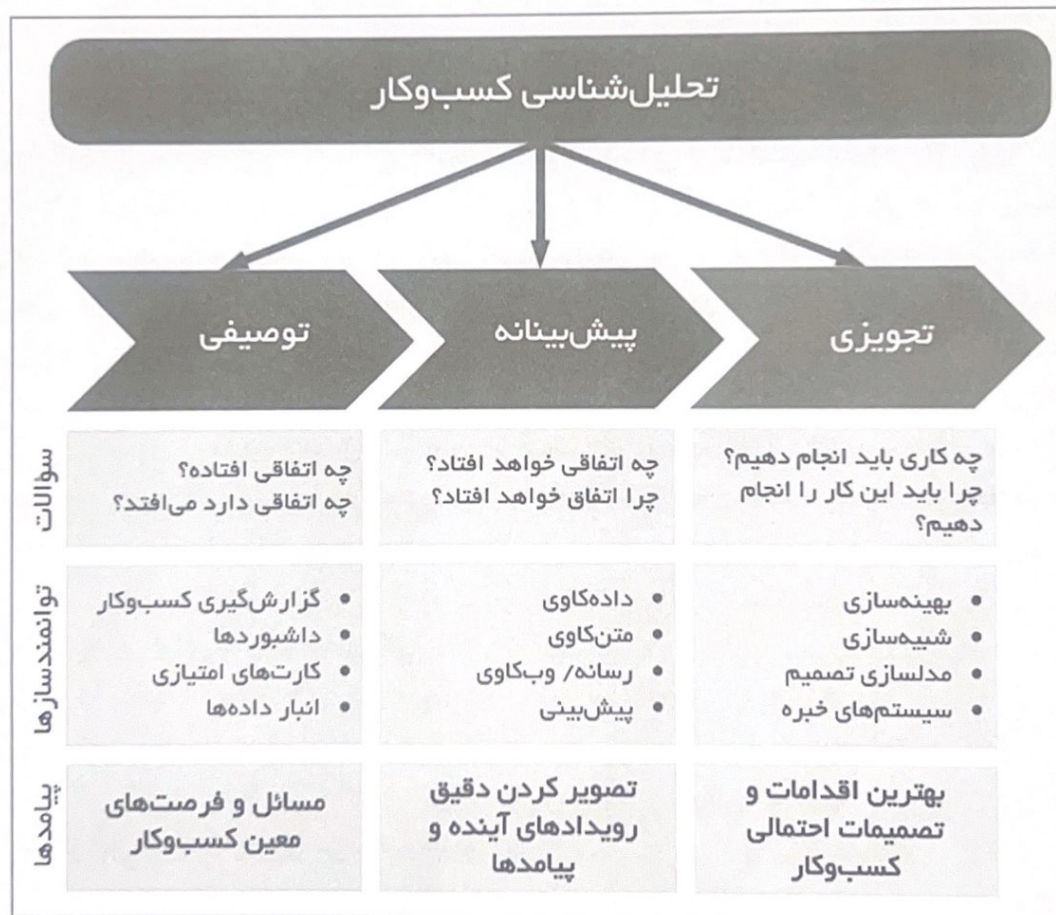 تحلیل‌شناسی کسب‌وکار
توصیفی
پیش‌بینانه
تجویزی
سؤالات
چه اتفاقی افتاده؟
چه اتفاقی دارد می‌افتد؟
چه اتفاقی خواهد افتاد؟
چرا اتفاق خواهد افتاد؟
چه کاری باید انجام دهیم؟
چرا باید این کار را انجام
دهیم؟
توانمندسازها
• گزارش‌گیری کسب‌وکار
• داشبوردها
• کارت‌های امتیازی
• انبار داده‌ها
• داده‌کاوی
• متن‌کاوی
• رسانه/ وب‌کاوی
• پیش‌بینی
• بهینه‌سازی
• شبیه‌سازی
• مدلسازی تصمیم
• سیستم‌های خبره
پیامدها
مسائل و فرصت‌های
معین کسب‌وکار
تصویر کردن دقیق
رویدادهای آینده و
پیامدها
بهترین اقدامات و
تصمیمات احتمالی
کسب‌وکار